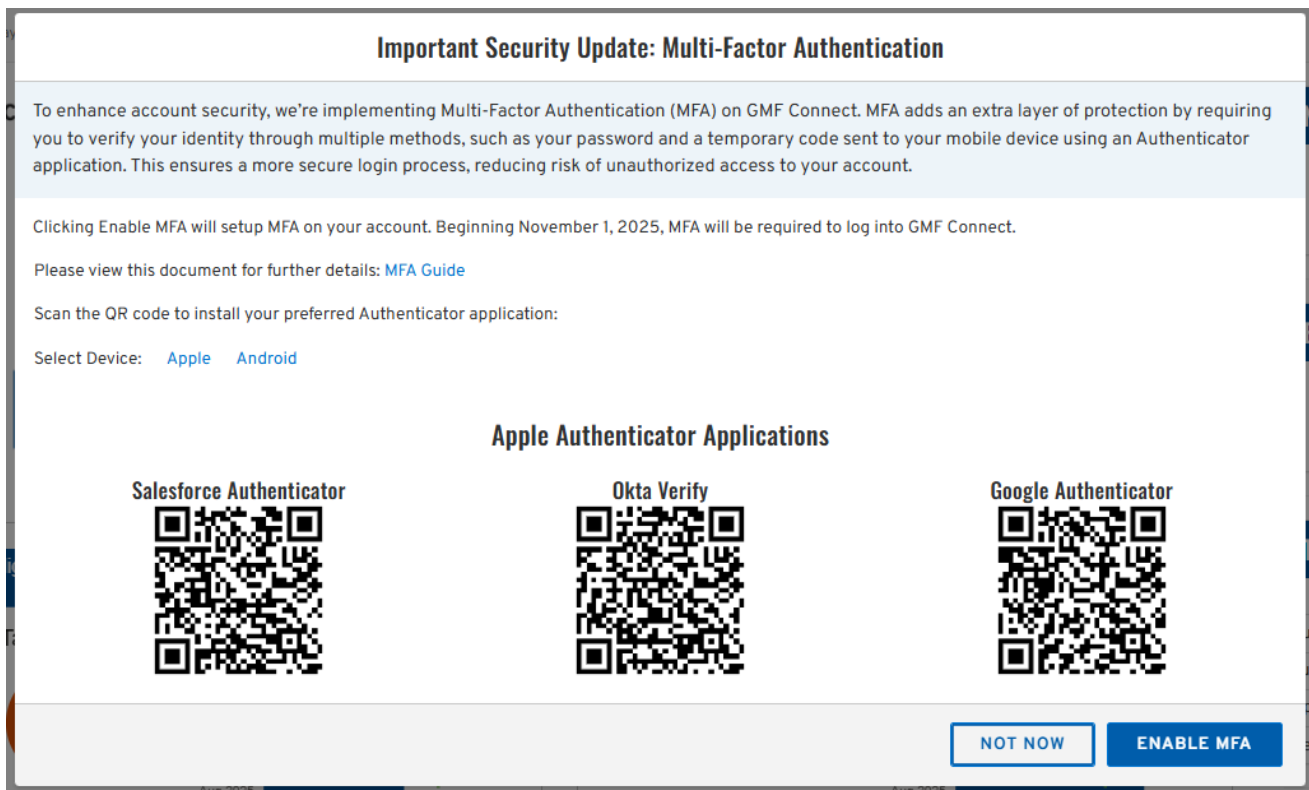 Important Security Update: Multi-Factor Authentication
To enhance account security, we're implementing Multi-Factor Authentication (MFA) on GMF Connect. MFA adds an extra layer of protection by requiring
you to verify your identity through multiple methods, such as your password and a temporary code sent to your mobile device using an Authenticator
application. This ensures a more secure login process, reducing risk of unauthorized access to your account.
Clicking Enable MFA will setup MFA on your account. Beginning November 1, 2025, MFA will be required to log into GMF Connect.
Please view this document for further details: MFA Guide
Scan the QR code to install your preferred Authenticator application:
Select Device: Apple Android
Apple Authenticator Applications
Salesforce Authenticator Okta Verify Google Authenticator
NOT NOW ENABLE MFA